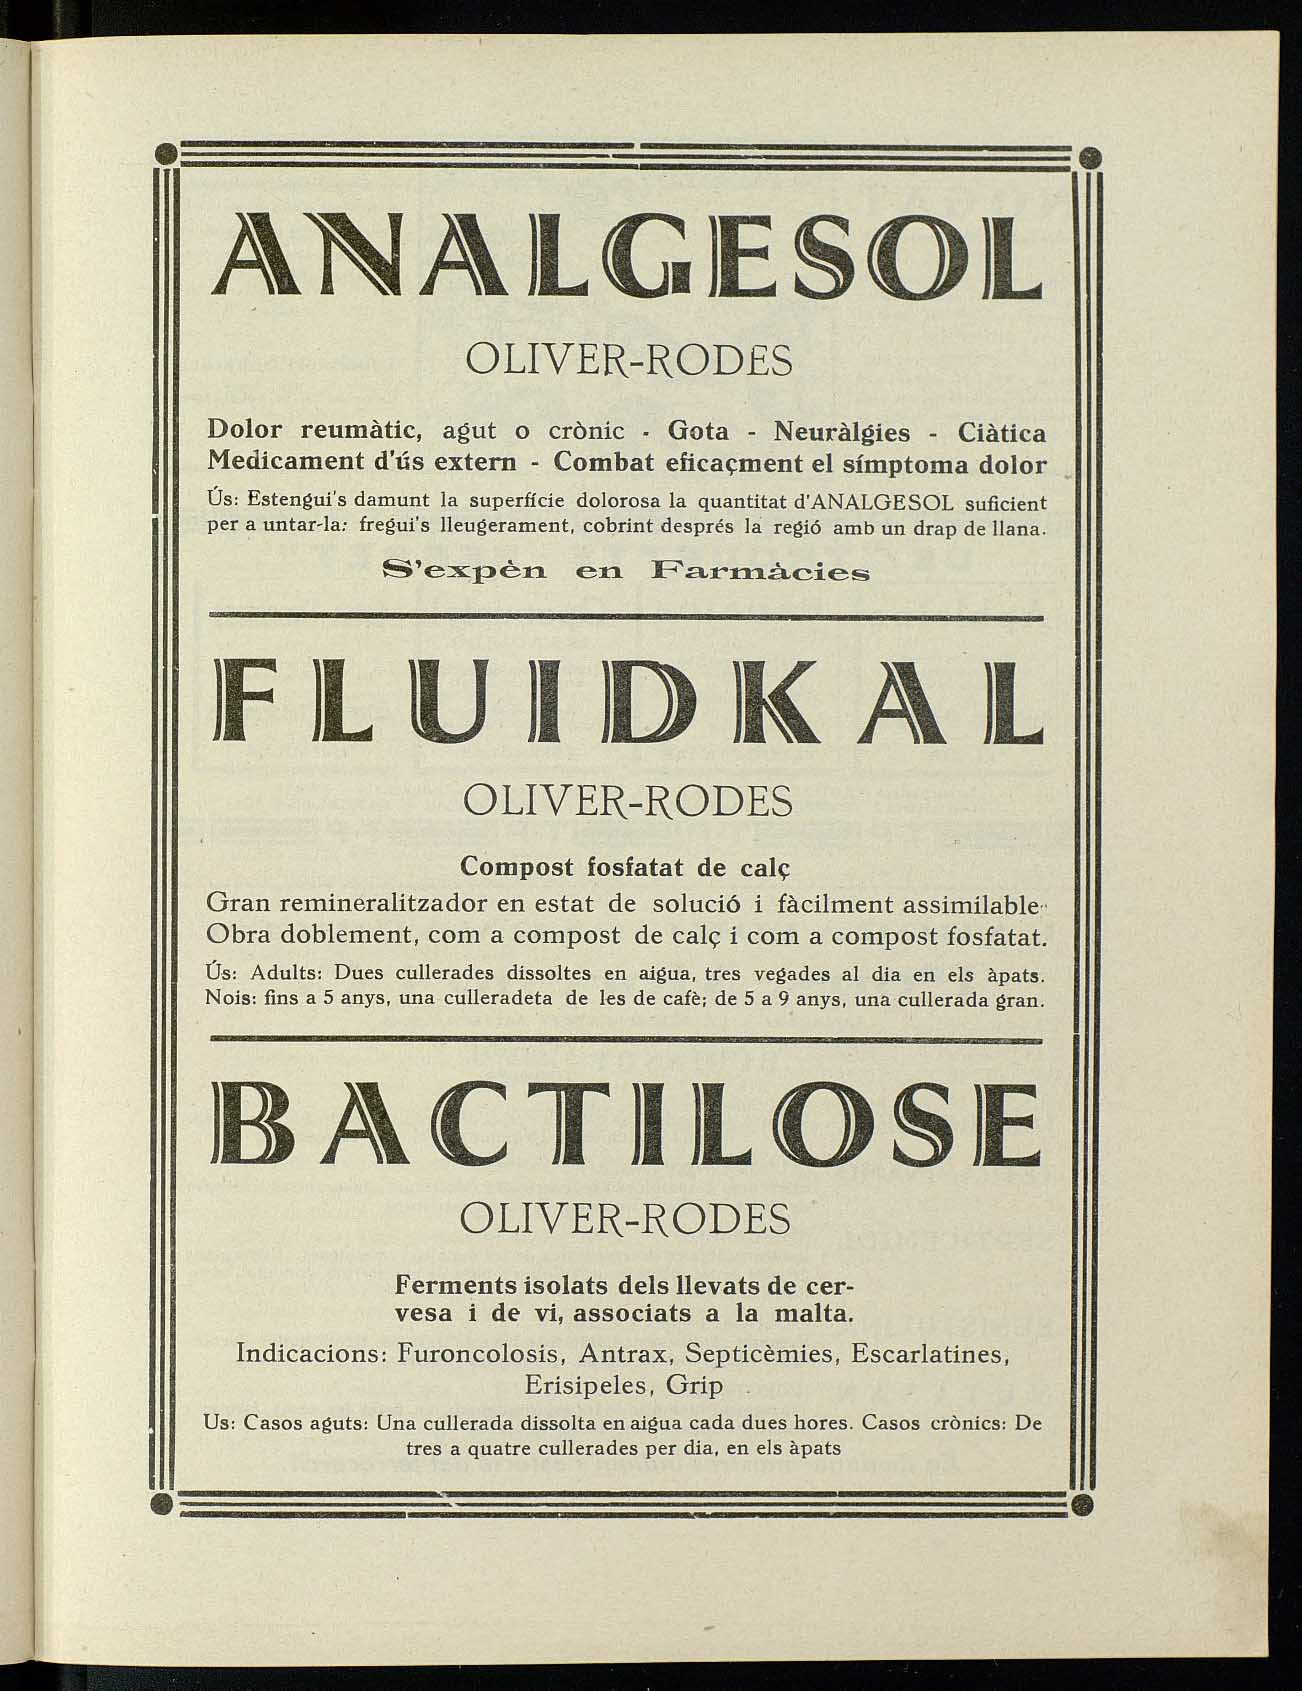 ANALGESOL
OLIVER-RODES
Dolor reumàtic, agut o crònic - Gota - Neuràlgies - Ciàtica
Medicament d'ús extern - Combat eficaçment el símptoma dolor
Ús: Estengui's damunt la superfície dolorosa la quantitat d'ANALGESOL suficient
per a untar-la: fregui's lleugerament, cobrint després la regió amb un drap de llana.
S'expèn en Farmàcies
FLUIDKAL
OLIVER-RODES
Compost fosfatat de calç
Gran remineralitzador en estat de solució i fàcilment assimilable
Obra doblement, com a compost de calç i com a compost fosfatat.
Ús: Adults: Dues cullerades dissoltes en aigua, tres vegades al dia en els àpats.
Nois: fins a 5 anys, una culleradeta de les de cafè; de 5 a 9 anys, una cullerada gran.
BACTILOSE
OLIVER-RODES
Ferments isolats dels llevats de cer-
vesa i de vi, associats a la malta.
Indicacions: Furoncolosis, Antrax, Septicèmies, Escarlatines,
Erisipeles, Grip
Us: Casos aguts: Una cullerada dissolta en aigua cada dues hores. Casos crònics: De
tres a quatre cullerades per dia, en els àpats